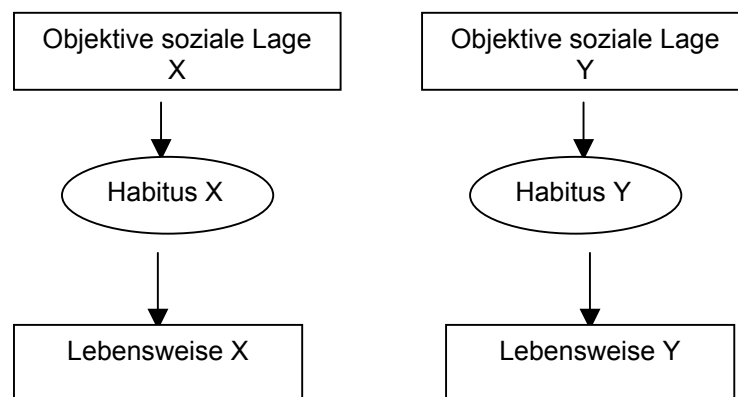 Objektive soziale Lage
X
Objektive soziale Lage
Y
Habitus X
Habitus Y
Lebensweise X
Lebensweise Y